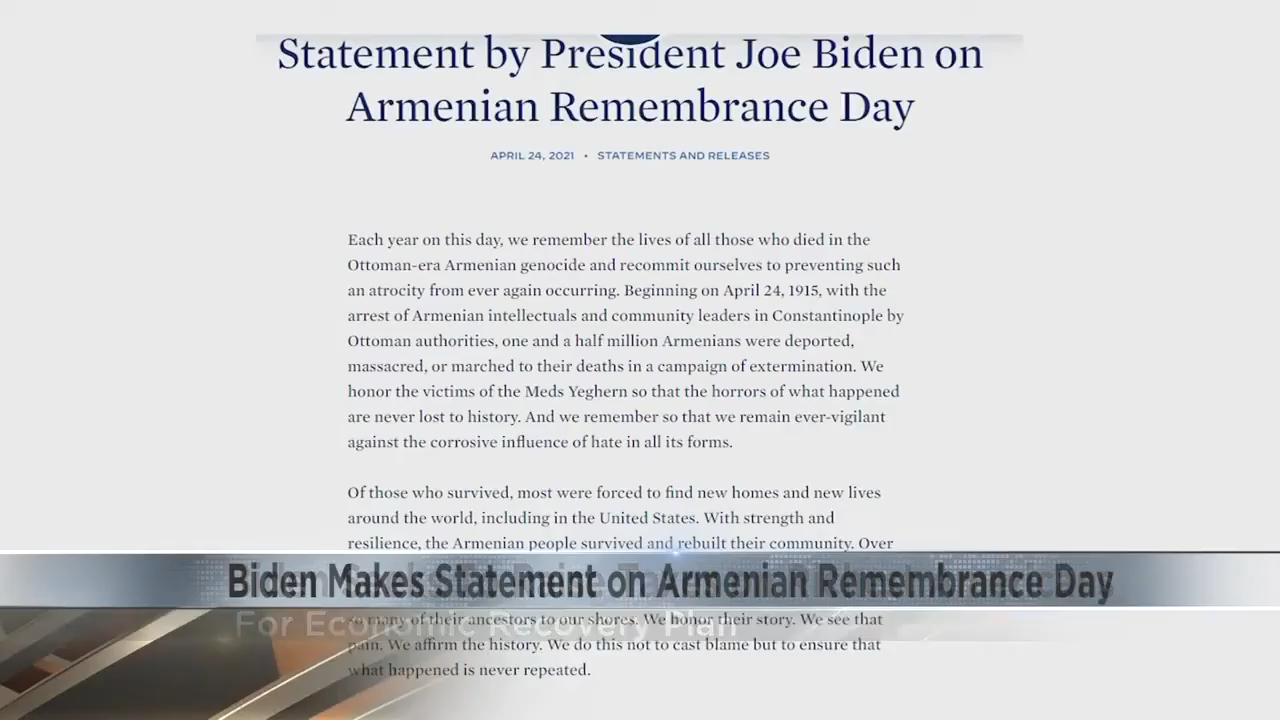 Statement by President Joe Biden on
Armenian Remembrance Day
APRIL 24, 2021 • STATEMENTS AND RELEASES
Each year on this day, we remember the lives of all those who died in the
Ottoman-era Armenian genocide and recommit ourselves to preventing such
an atrocity from ever again occurring. Beginning on April 24, 1915, with the
arrest of Armenian intellectuals and community leaders in Constantinople by
Ottoman authorities, one and a half million Armenians were deported,
massacred, or marched to their deaths in a campaign of extermination. We
honor the victims of the Meds Yeghern so that the horrors of what happened
are never lost to history. And we remember so that we remain ever-vigilant
against the corrosive influence of hate in all its forms.
Of those who survived, most were forced to find new homes and new lives
around the world, including in the United States. With strength and
resilience, the Armenian people survived and rebuilt their community. Over
Biden Makes Statement on Armenian Remembrance Day
For Economic Recovery Plan
many of their ancestors to our shores. We honor their story. We see that
pain. We affirm the history. We do this not to cast blame but to ensure that
what happened is never repeated.